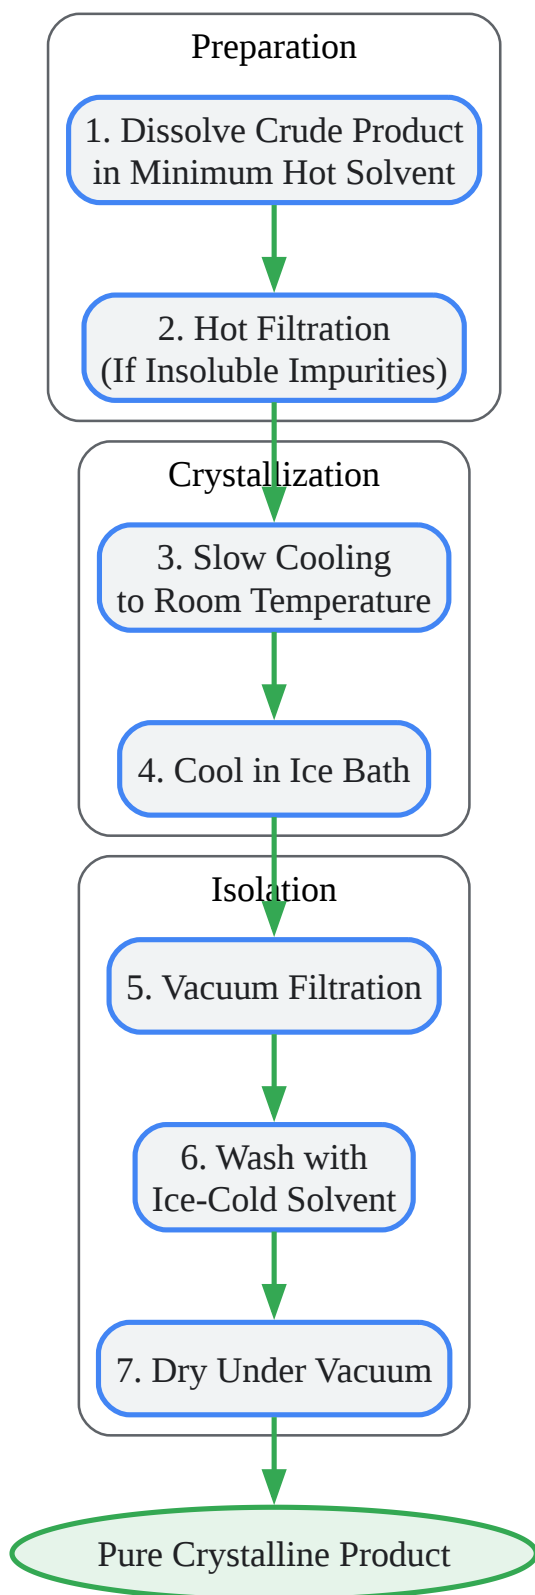 Preparation
1. Dissolve Crude Product
in Minimum Hot Solvent
2. Hot Filtration
(If Insoluble Impurities)
Crystallization
3. Slow Cooling
to Room Temperature
4. Cool in Ice Bath
Isolation
5. Vacuum Filtration
6. Wash with
Ice-Cold Solvent
7. Dry Under Vacuum
Pure Crystalline Product